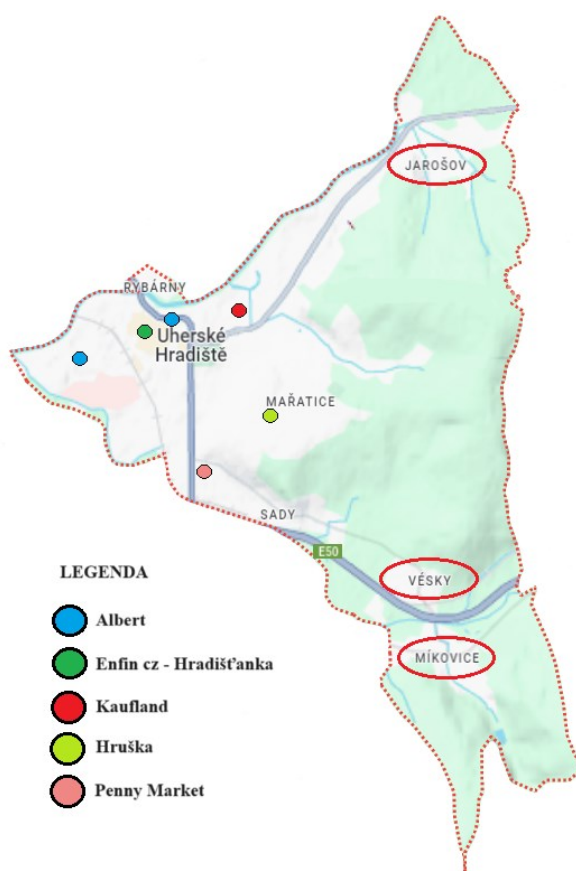 JAROŠOV
RYBÁRNY
Uherské
Hradiště
MAŘATICE
SADY
E50
VÉSKY
MÍKOVICE
LEGENDA
Albert
Enfin cz - Hradišťanka
Kaufland
Hruška
Penny Market